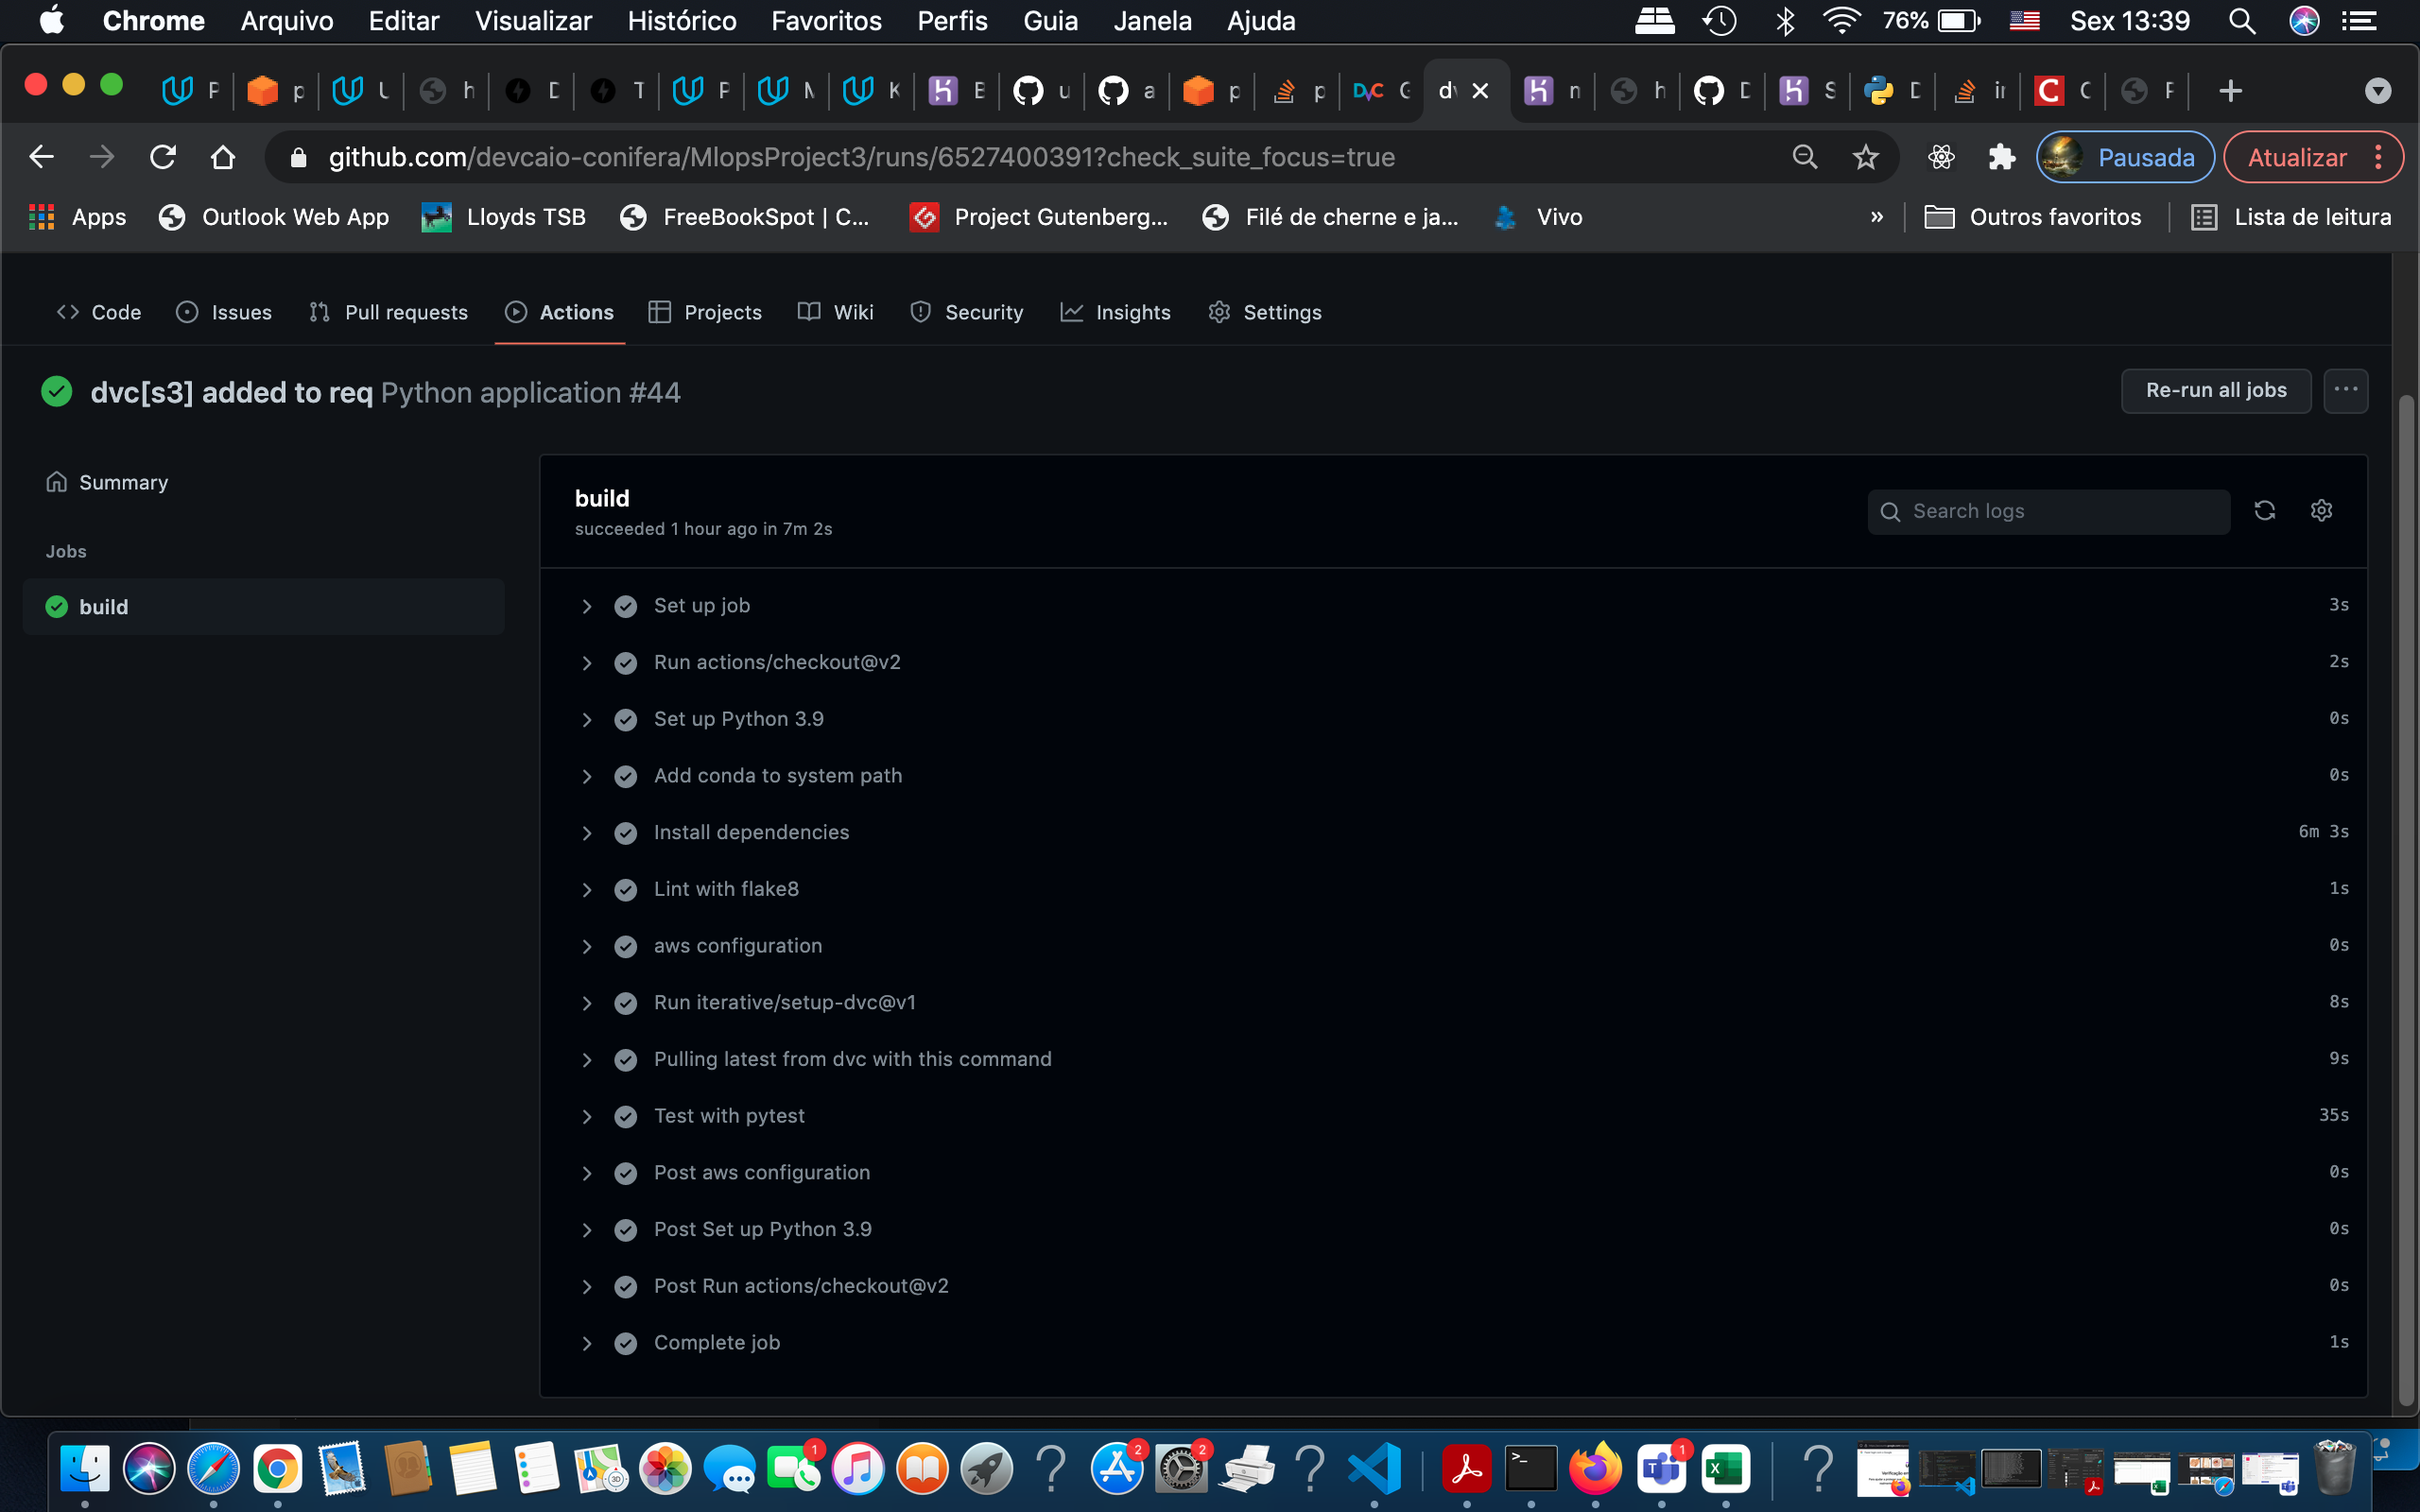 Chrome Arquivo Editar Visualizar Histórico Favoritos Perfis Guia Janela Ajuda 76% Sex 13:39
github.com/devcaio-conifera/MlopsProject3/runs/6527400391?check_suite_focus=true Pausada Atualizar
Apps Outlook Web App Lloyds TSB FreeBookSpot | C... Project Gutenberg... Filé de cherne e ja... Vivo » Outros favoritos Lista de leitura
Code Issues Pull requests Actions Projects Wiki Security Insights Settings
dvc[s3] added to req Python application #44 Re-run all jobs
Summary
Jobs
build
build
succeeded 1 hour ago in 7m 2s
Search logs
Set up job 3s
Run actions/checkout@v2 2s
Set up Python 3.9 0s
Add conda to system path 0s
Install dependencies 6m 3s
Lint with flake8 1s
aws configuration 0s
Run iterative/setup-dvc@v1 8s
Pulling latest from dvc with this command 9s
Test with pytest 35s
Post aws configuration 0s
Post Set up Python 3.9 0s
Post Run actions/checkout@v2 0s
Complete job 1s
1 2 2 1